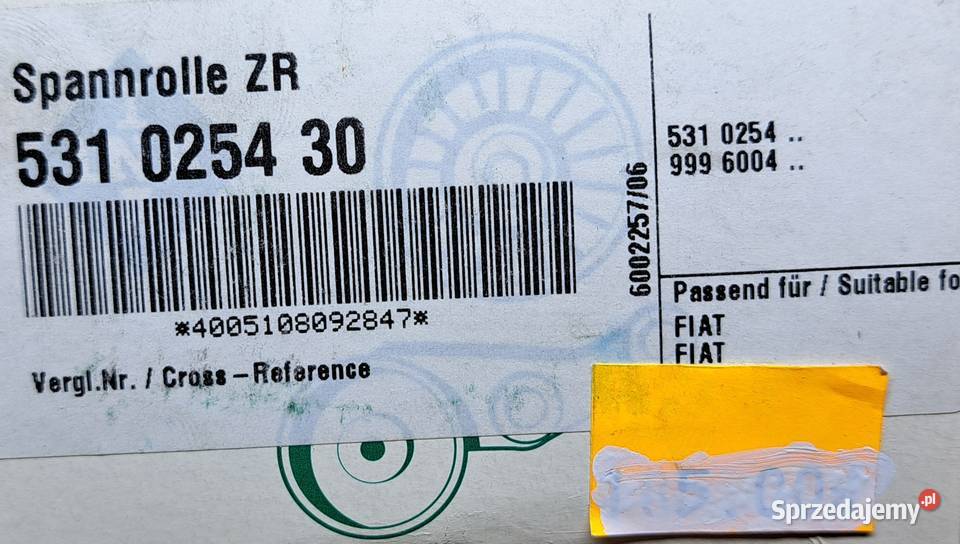 Spannrolle ZR
531 0254 30
*4005108092847*
Vergl.Nr. / Cross-Reference
6002257/06
531 0254 ..
999 6004 ..
Passend für / Suitable fo
FIAT
FIAT
Sprzedajemy.pl